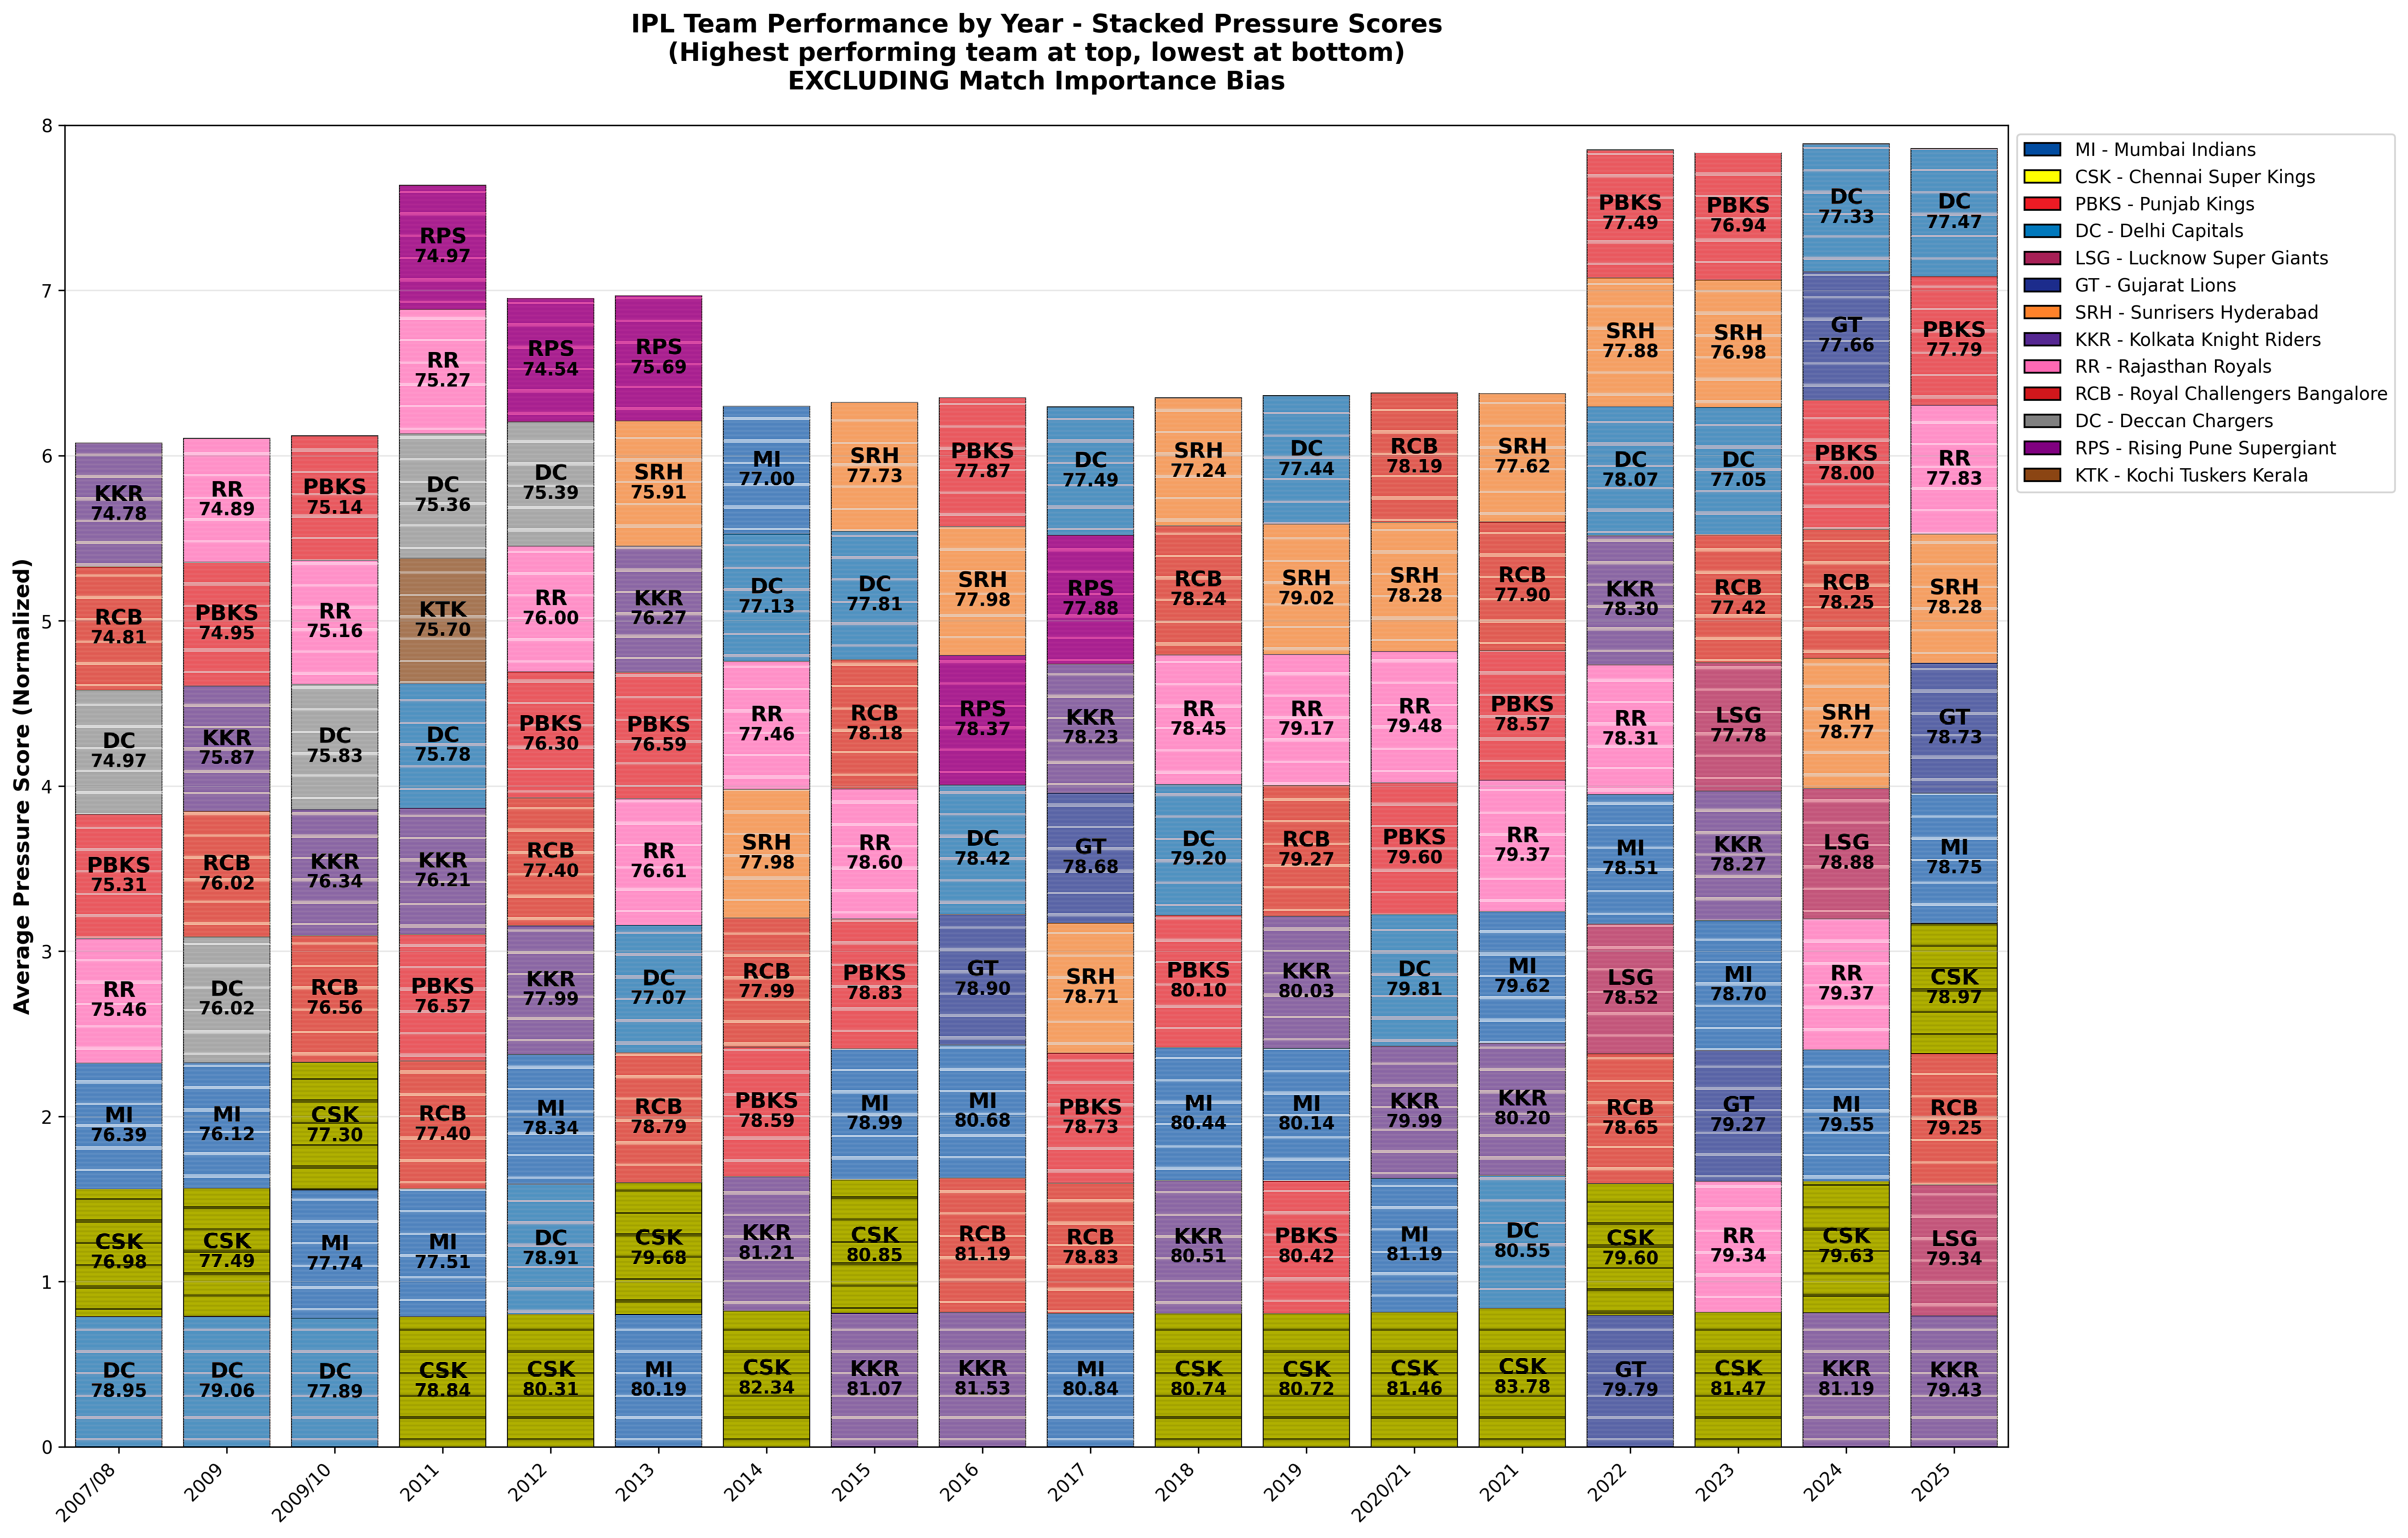 IPL Team Performance by Year - Stacked Pressure Scores
(Highest performing team at top, lowest at bottom)
EXCLUDING Match Importance Bias
Average Pressure Score (Normalized)
8
7
6
5
4
3
2
1
0
KKR
74.78
RCB
74.81
DC
74.97
PBKS
75.31
RR
75.46
MI
76.39
CSK
76.98
DC
78.95
2007/08
RR
74.89
PBKS
74.95
KKR
75.87
RCB
76.02
DC
76.02
MI
76.12
CSK
77.49
DC
79.06
2009
PBKS
75.14
RR
75.16
DC
75.83
KKR
76.34
RCB
76.56
CSK
77.30
MI
77.74
DC
77.89
2009/10
RPS
74.97
RR
75.27
DC
75.36
KTK
75.70
DC
75.78
KKR
76.21
PBKS
76.57
RCB
77.40
MI
77.51
CSK
78.84
2011
RPS
74.54
DC
75.39
RR
76.00
PBKS
76.30
RCB
77.40
KKR
77.99
MI
78.34
DC
78.91
CSK
80.31
2012
RPS
75.69
SRH
75.91
KKR
76.27
PBKS
76.59
RR
76.61
DC
77.07
RCB
78.79
CSK
79.68
MI
80.19
2013
MI
77.00
DC
77.13
RR
77.46
SRH
77.98
RCB
77.99
PBKS
78.59
KKR
81.21
CSK
82.34
2014
SRH
77.73
DC
77.81
RCB
78.18
RR
78.60
PBKS
78.83
MI
78.99
CSK
80.85
KKR
81.07
2015
PBKS
77.87
SRH
77.98
RPS
78.37
DC
78.42
GT
78.90
MI
80.68
RCB
81.19
KKR
81.53
2016
DC
77.49
RPS
77.88
KKR
78.23
GT
78.68
SRH
78.71
PBKS
78.73
RCB
78.83
MI
80.84
2017
SRH
77.24
RCB
78.24
RR
78.45
DC
79.20
PBKS
80.10
MI
80.44
KKR
80.51
CSK
80.74
2018
DC
77.44
SRH
79.02
RR
79.17
RCB
79.27
KKR
80.03
MI
80.14
PBKS
80.42
CSK
80.72
2019
RCB
78.19
SRH
78.28
RR
79.48
PBKS
79.60
DC
79.81
KKR
79.99
MI
81.19
CSK
81.46
2020/21
SRH
77.62
RCB
77.90
PBKS
78.57
RR
79.37
MI
79.62
KKR
80.20
DC
80.55
CSK
83.78
2021
PBKS
77.49
SRH
77.88
DC
78.07
KKR
78.30
RR
78.31
MI
78.51
LSG
78.52
RCB
78.65
CSK
79.60
GT
79.79
2022
PBKS
76.94
SRH
76.98
DC
77.05
RCB
77.42
LSG
77.78
KKR
78.27
MI
78.70
GT
79.27
RR
79.34
CSK
81.47
2023
DC
77.33
GT
77.66
PBKS
78.00
RCB
78.25
SRH
78.77
LSG
78.88
RR
79.37
MI
79.55
CSK
79.63
KKR
81.19
2024
DC
77.47
PBKS
77.79
RR
77.83
SRH
78.28
GT
78.73
MI
78.75
CSK
78.97
RCB
79.25
LSG
79.34
KKR
79.43
2025
MI - Mumbai Indians
CSK - Chennai Super Kings
PBKS - Punjab Kings
DC - Delhi Capitals
LSG - Lucknow Super Giants
GT - Gujarat Lions
SRH - Sunrisers Hyderabad
KKR - Kolkata Knight Riders
RR - Rajasthan Royals
RCB - Royal Challengers Bangalore
DC - Deccan Chargers
RPS - Rising Pune Supergiant
KTK - Kochi Tuskers Kerala